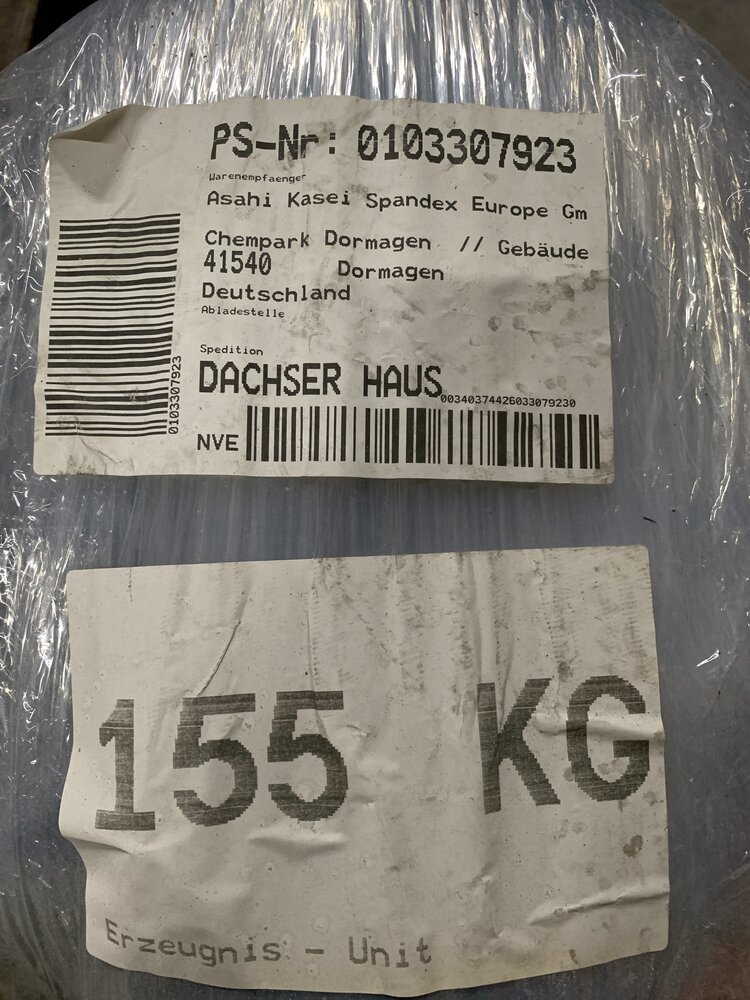 PS-Nr: 0103307923
Warenempfaenger
Asahi Kasei Spandex Europe Gm
Chempark Dormagen // Gebäude
41540 Dormagen
Deutschland
Abladestelle
Spedition
DACHSER HAUS
00340374426033079230
NVE
0103307923
155 KG
Erzeugnis - Unit